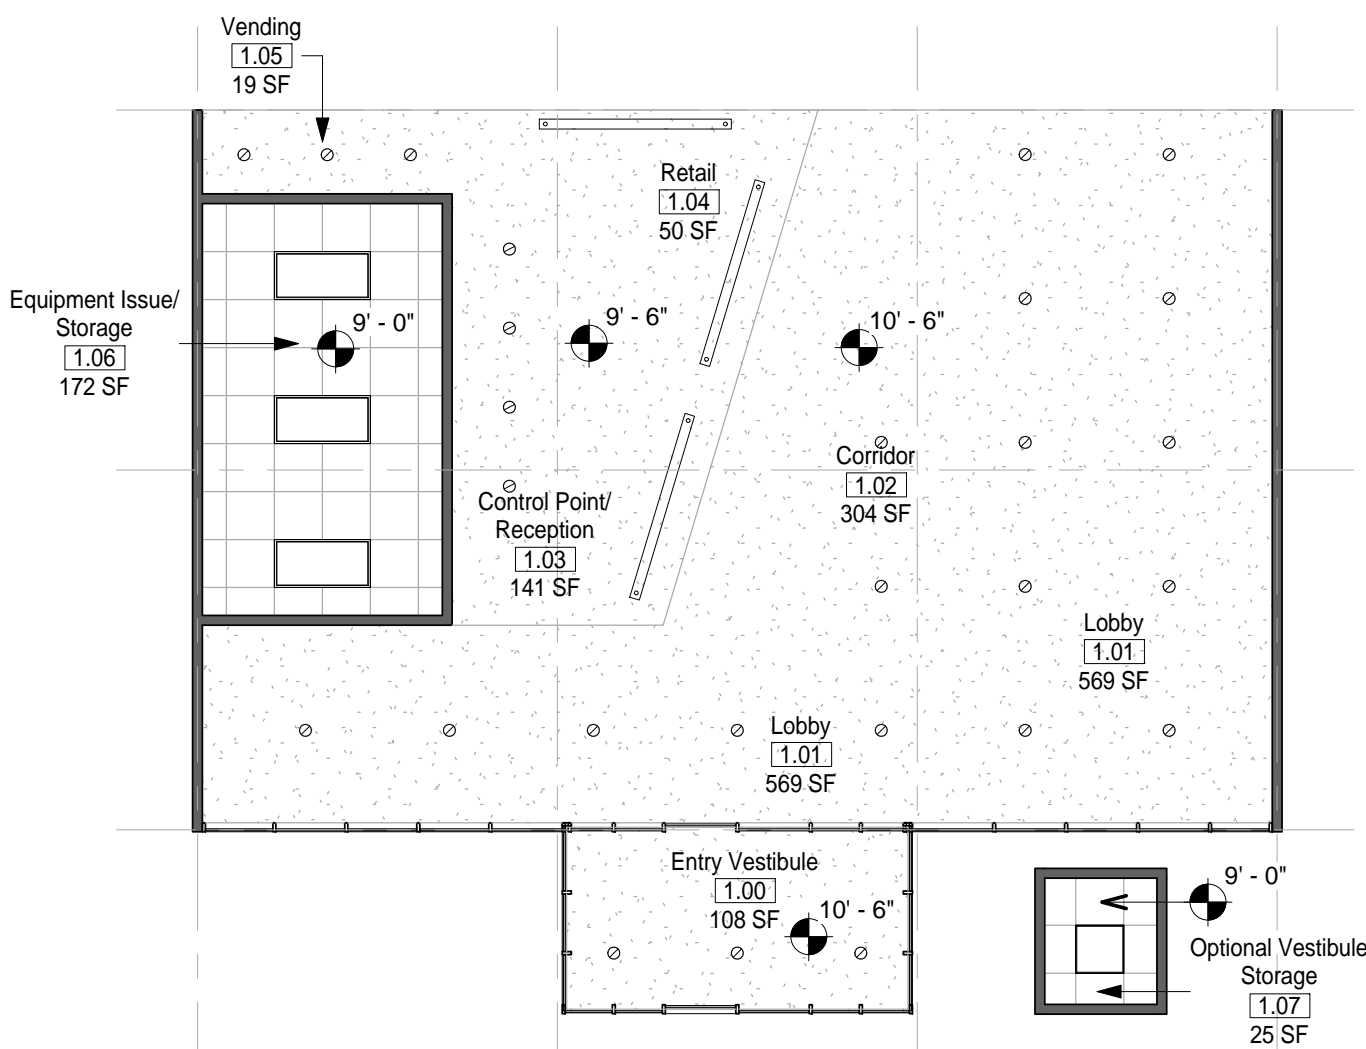 Vending
1.05
19 SF
Retail
1.04
50 SF
Equipment Issue/
Storage
1.06
172 SF
9' - 0"
9' - 6"
10' - 6"
Corridor
1.02
304 SF
Control Point/
Reception
1.03
141 SF
Lobby
1.01
569 SF
Lobby
1.01
569 SF
Entry Vestibule
1.00
108 SF
10' - 6"
9' - 0"
Optional Vestibule
Storage
1.07
25 SF